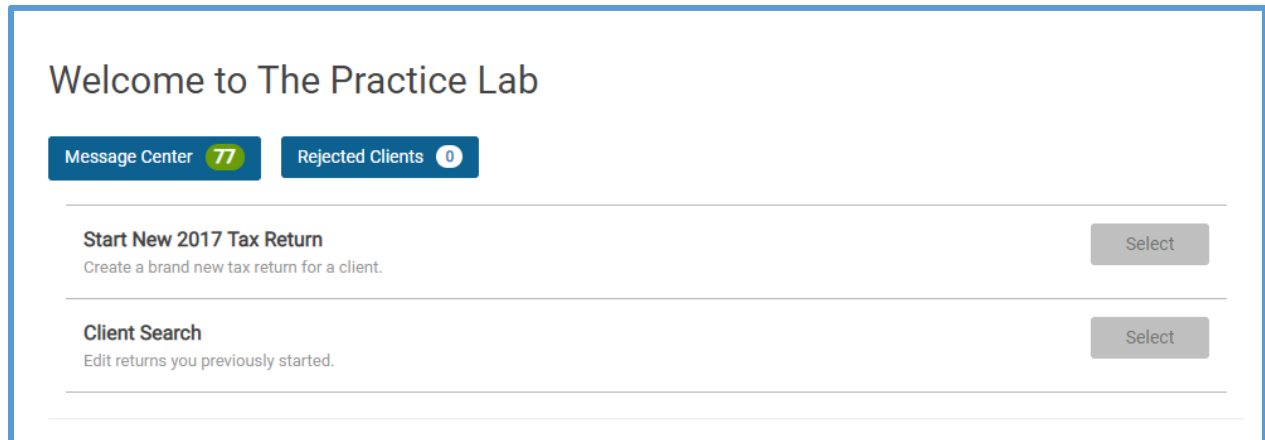 Welcome to The Practice Lab
Message Center 77 Rejected Clients 0
Start New 2017 Tax Return
Select
Create a brand new tax return for a client.
Client Search
Select
Edit returns you previously started.